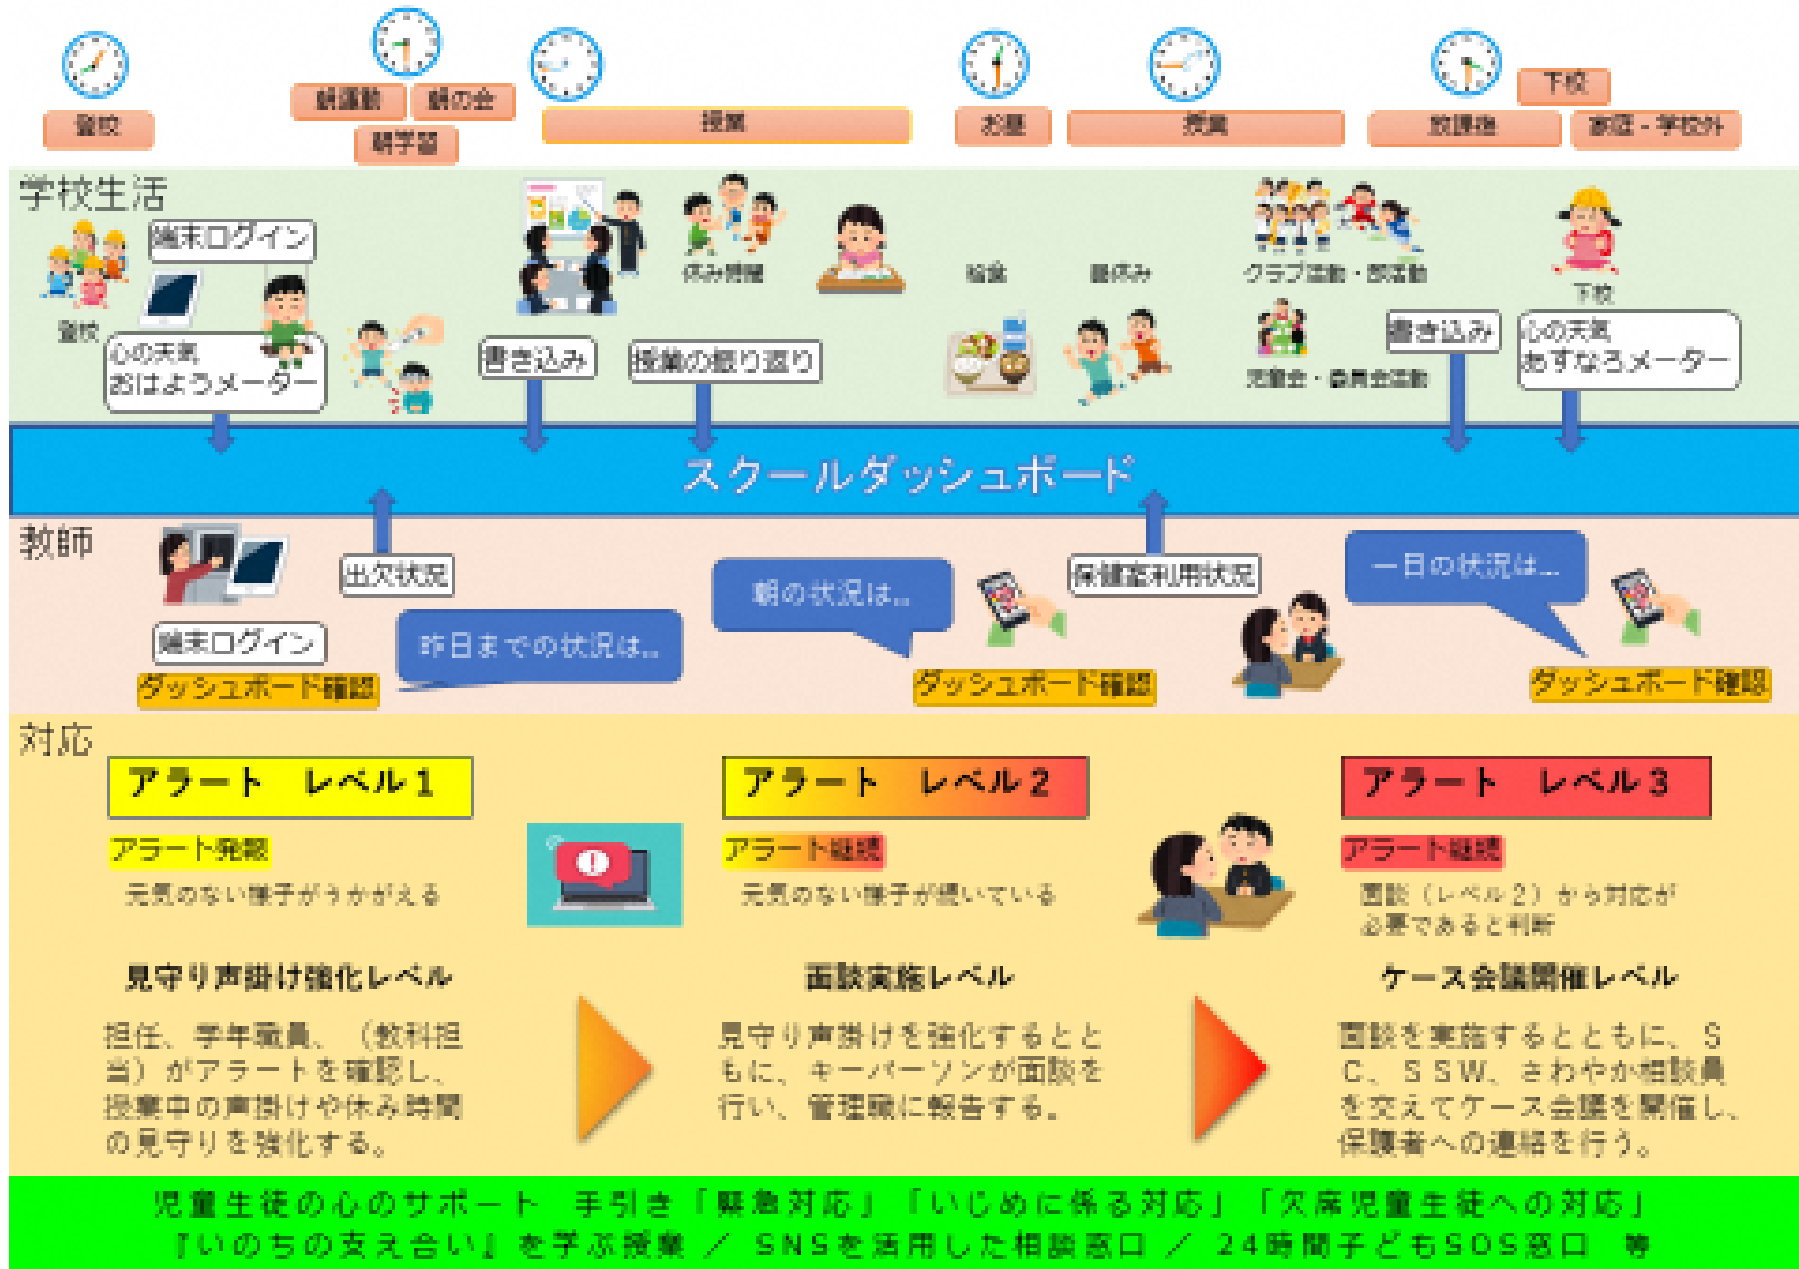 登校
朝運動
朝の会
朝学習
授業
お昼
授業
放課後
下校
家庭・学校外
学校生活
端末ログイン
登校
心の天気
おはようメーター
書き込み
休み時間
授業の振り返り
給食
昼休み
クラブ活動・部活動
児童会・委員会活動
書き込み
下校
心の天気
あすなろメーター
スクールダッシュボード
教師
端末ログイン
ダッシュボード確認
出欠状況
昨日までの状況は…
朝の状況は…
ダッシュボード確認
保健室利用状況
一日の状況は…
ダッシュボード確認
対応
アラート　レベル1
アラート発認
元気のない様子がうかがえる
見守り声掛け強化レベル
担任、学年職員、（教科担
当）がアラートを確認し、
授業中の声掛けや休み時間
の見守りを強化する。
アラート　レベル2
アラート継続
元気のない様子が続いている
面談実施レベル
見守り声掛けを強化するとと
もに、キーパーソンが面談を
行い、管理職に報告する。
アラート　レベル3
アラート継続
面談（レベル2）から対応が
必要であると判断
ケース会議開催レベル
面談を実施するとともに、S
C、SSW、さわやか相談員
を交えてケース会議を開催し、
保護者への連絡を行う。
児童生徒の心のサポート　手引き「緊急対応」「いじめに係る対応」「欠席児童生徒への対応」
『いのちの支え合い』を学ぶ授業 ／ SNSを活用した相談窓口 ／ 24時間子どもSOS窓口　等